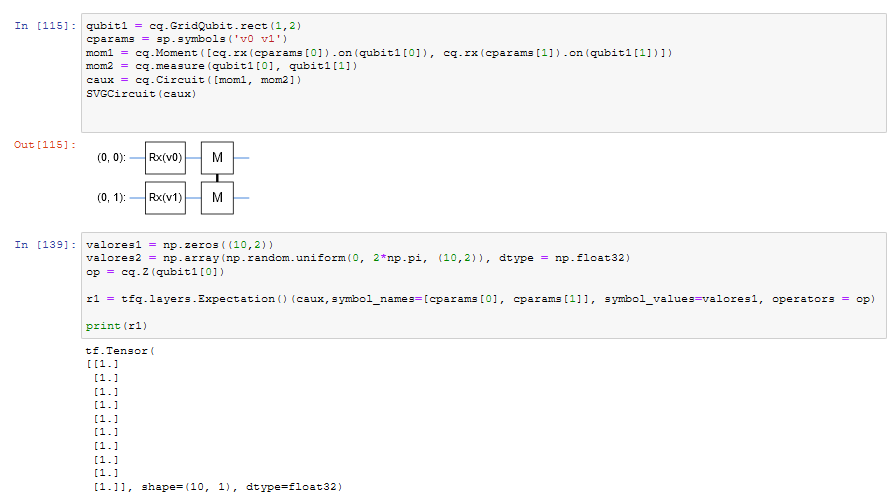 In [115]: qubit1 = cq.GridQubit.rect(1,2)
cparams = sp.symbols('v0 v1')
mom1 = cq.Moment([cq.rx(cparams[0]).on(qubit1[0]), cq.rx(cparams[1]).on(qubit1[1])])
mom2 = cq.measure(qubit1[0], qubit1[1])
caux = cq.Circuit([mom1, mom2])
SVGCircuit(caux)
Out[115]:
(0, 0): Rx(v0) M
(0, 1): Rx(v1) M
In [139]: valores1 = np.zeros((10,2))
valores2 = np.array(np.random.uniform(0, 2*np.pi, (10,2)), dtype = np.float32)
op = cq.Z(qubit1[0])
r1 = tfq.layers.Expectation()(caux,symbol_names=[cparams[0], cparams[1]], symbol_values=valores1, operators = op)
print(r1)
tf.Tensor(
[[1.]
[1.]
[1.]
[1.]
[1.]
[1.]
[1.]
[1.]
[1.]
[1.]], shape=(10, 1), dtype=float32)